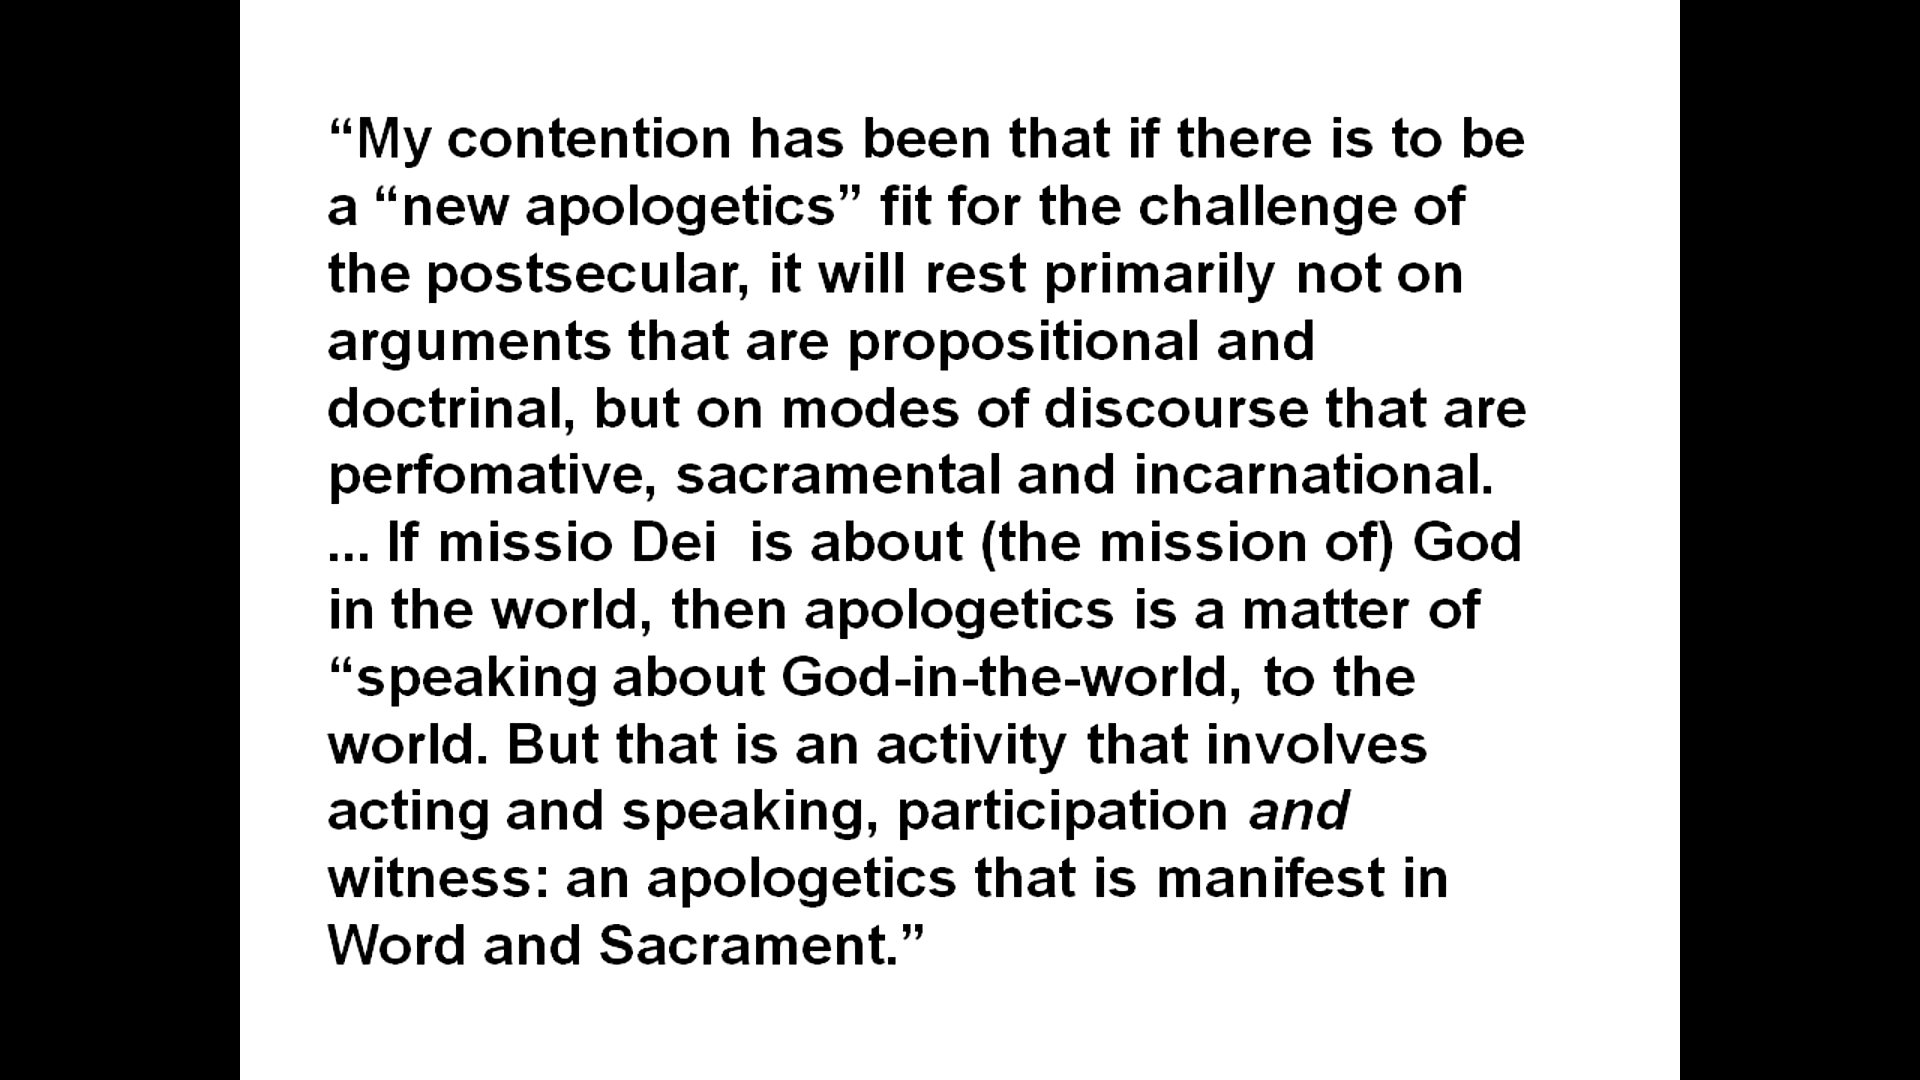 “My contention has been that if there is to be
a “new apologetics” fit for the challenge of
the postsecular, it will rest primarily not on
arguments that are propositional and
doctrinal, but on modes of discourse that are
perfomative, sacramental and incarnational.
... If missio Dei  is about (the mission of) God
in the world, then apologetics is a matter of
“speaking about God-in-the-world, to the
world. But that is an activity that involves
acting and speaking, participation and
witness: an apologetics that is manifest in
Word and Sacrament.”